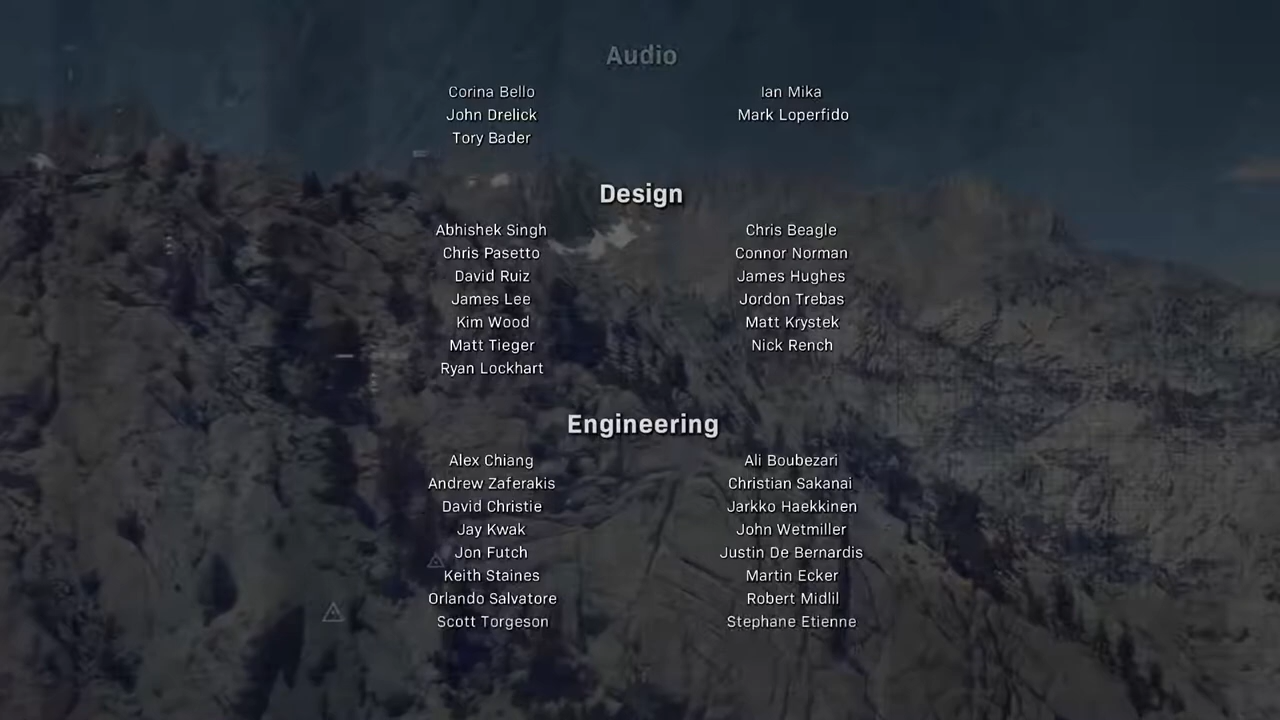 Audio
Corina Bello Ian Mika
John Drelick Mark Loperfido
Tory Bader
Design
Abhishek Singh Chris Beagle
Chris Pasetto Connor Norman
David Ruiz James Hughes
James Lee Jordon Trebas
Kim Wood Matt Krystek
Matt Tieger Nick Rench
Ryan Lockhart
Engineering
Alex Chiang Ali Boubezari
Andrew Zaferakis Christian Sakanai
David Christie Jarkko Haekkinen
Jay Kwak John Wetmiller
Jon Futch Justin De Bernardis
Keith Staines Martin Ecker
Orlando Salvatore Robert Midlil
Scott Torgeson Stephane Etienne